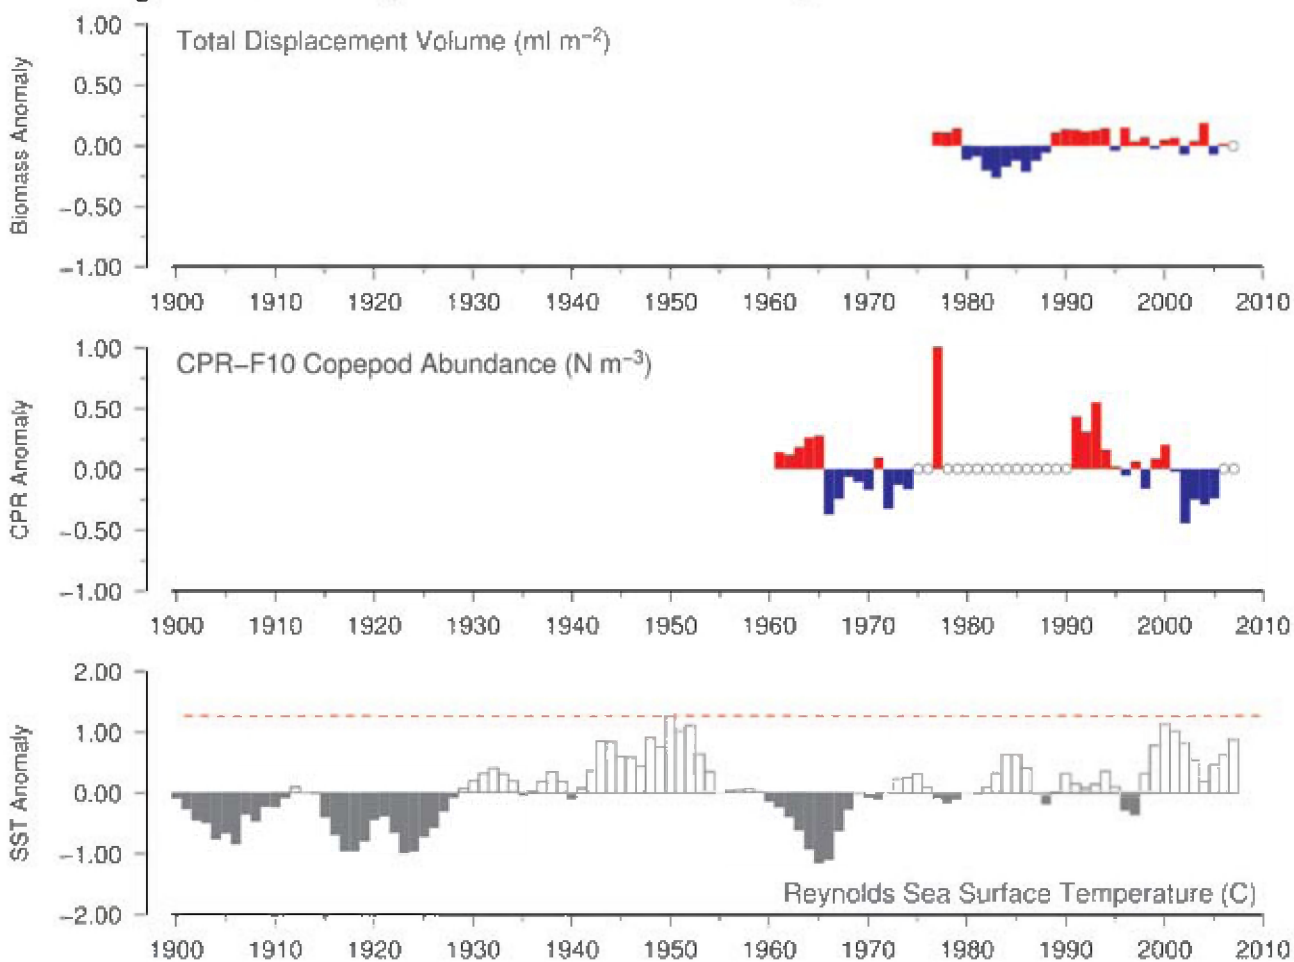 1.00
Total Displacement Volume (ml m−2)
0.50
0.00
−0.50
−1.00
Biomass Anomaly
1900 1910 1920 1930 1940 1950 1960 1970 1980 1990 2000 2010
1.00
CPR−F10 Copepod Abundance (N m−3)
0.50
0.00
−0.50
−1.00
CPR Anomaly
1900 1910 1920 1930 1940 1950 1960 1970 1980 1990 2000 2010
2.00
1.00
0.00
−1.00
−2.00
SST Anomaly
Reynolds Sea Surface Temperature (C)
1900 1910 1920 1930 1940 1950 1960 1970 1980 1990 2000 2010